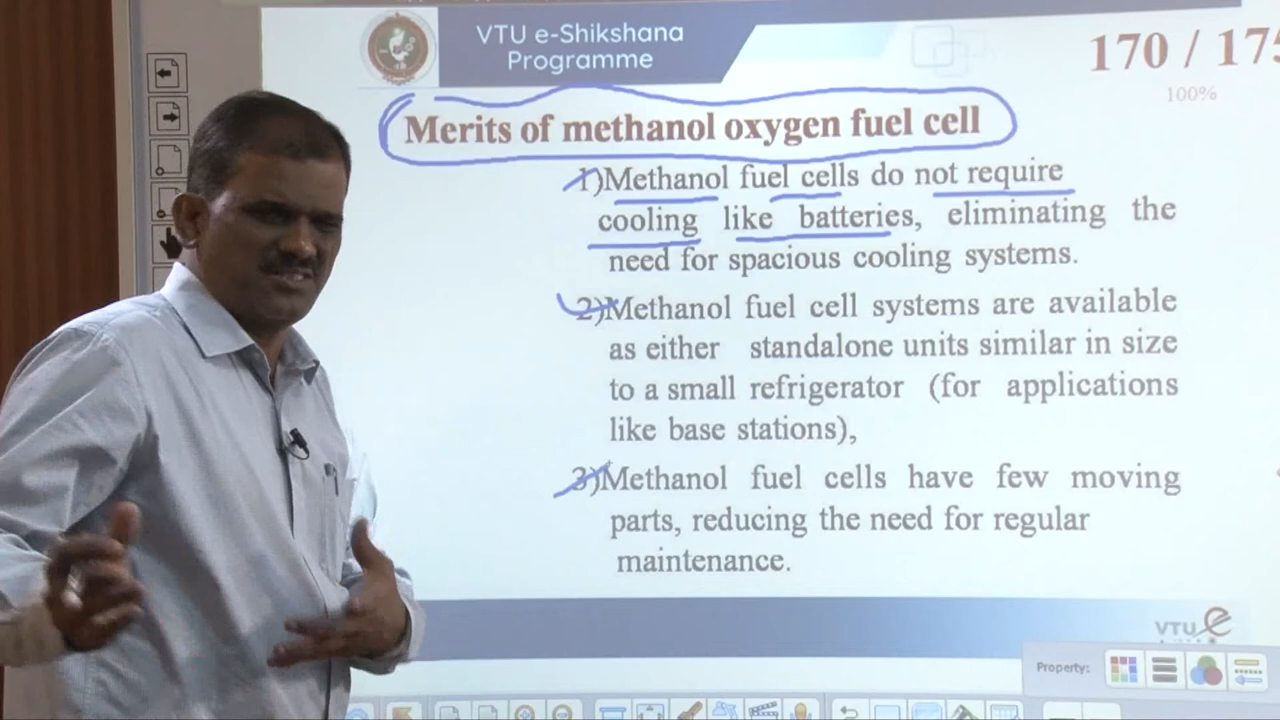 VTU e-Shikshana
Programme
170 / 175
100%
Merits of methanol oxygen fuel cell
1)Methanol fuel cells do not require
cooling like batteries, eliminating the
need for spacious cooling systems.
2)Methanol fuel cell systems are available
as either standalone units similar in size
to a small refrigerator (for applications
like base stations),
3)Methanol fuel cells have few moving
parts, reducing the need for regular
maintenance.
VTU e
Property: